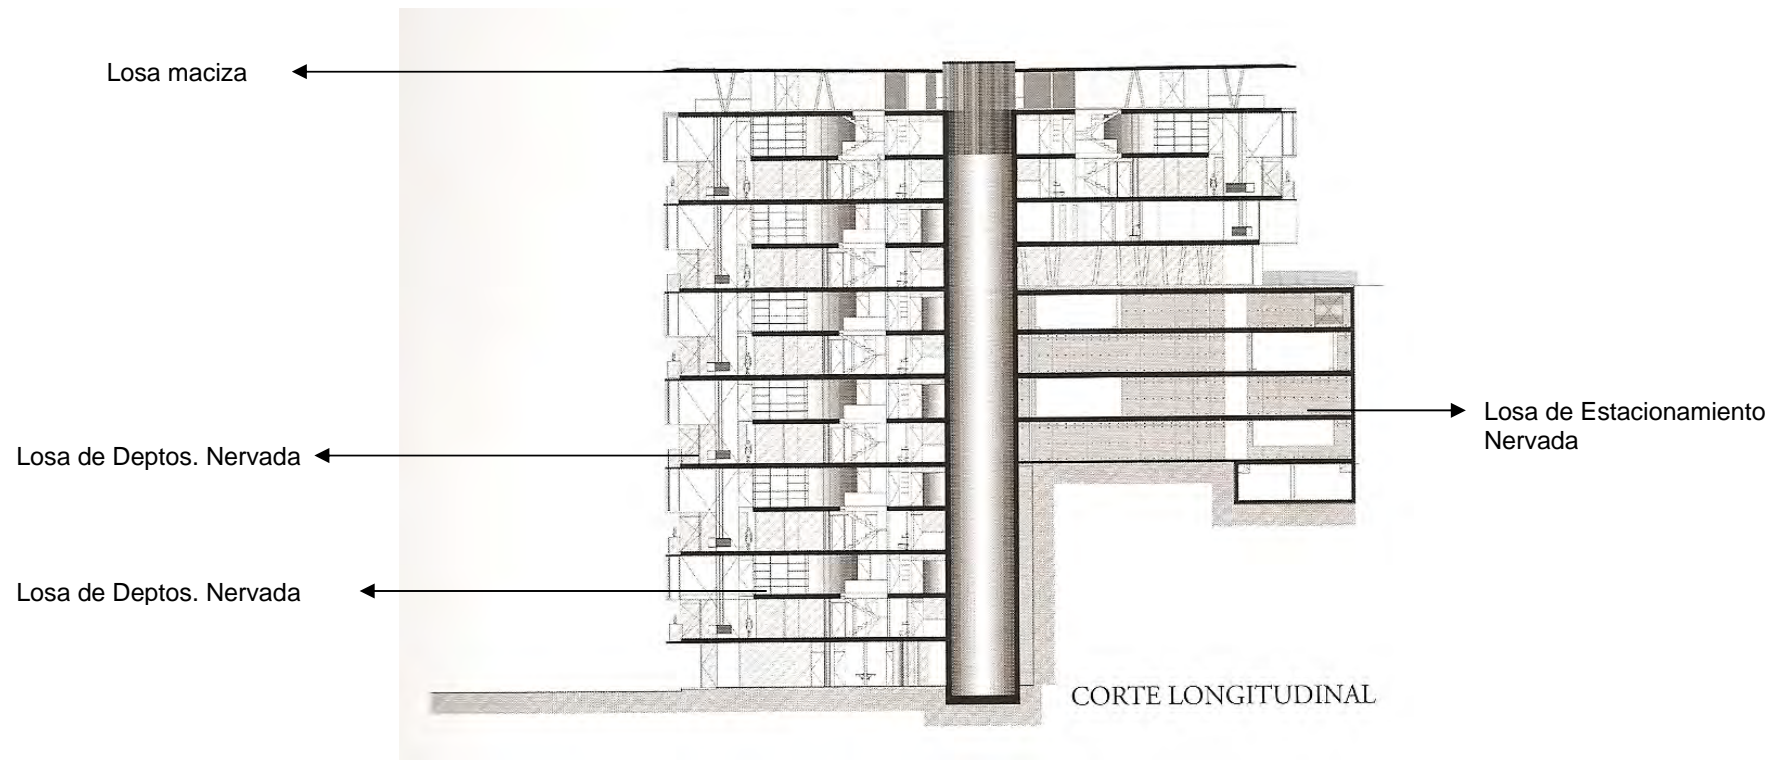 Losa maciza
Losa de Estacionamiento
Nervada
Losa de Deptos. Nervada
Losa de Deptos. Nervada
CORTE LONGITUDINAL